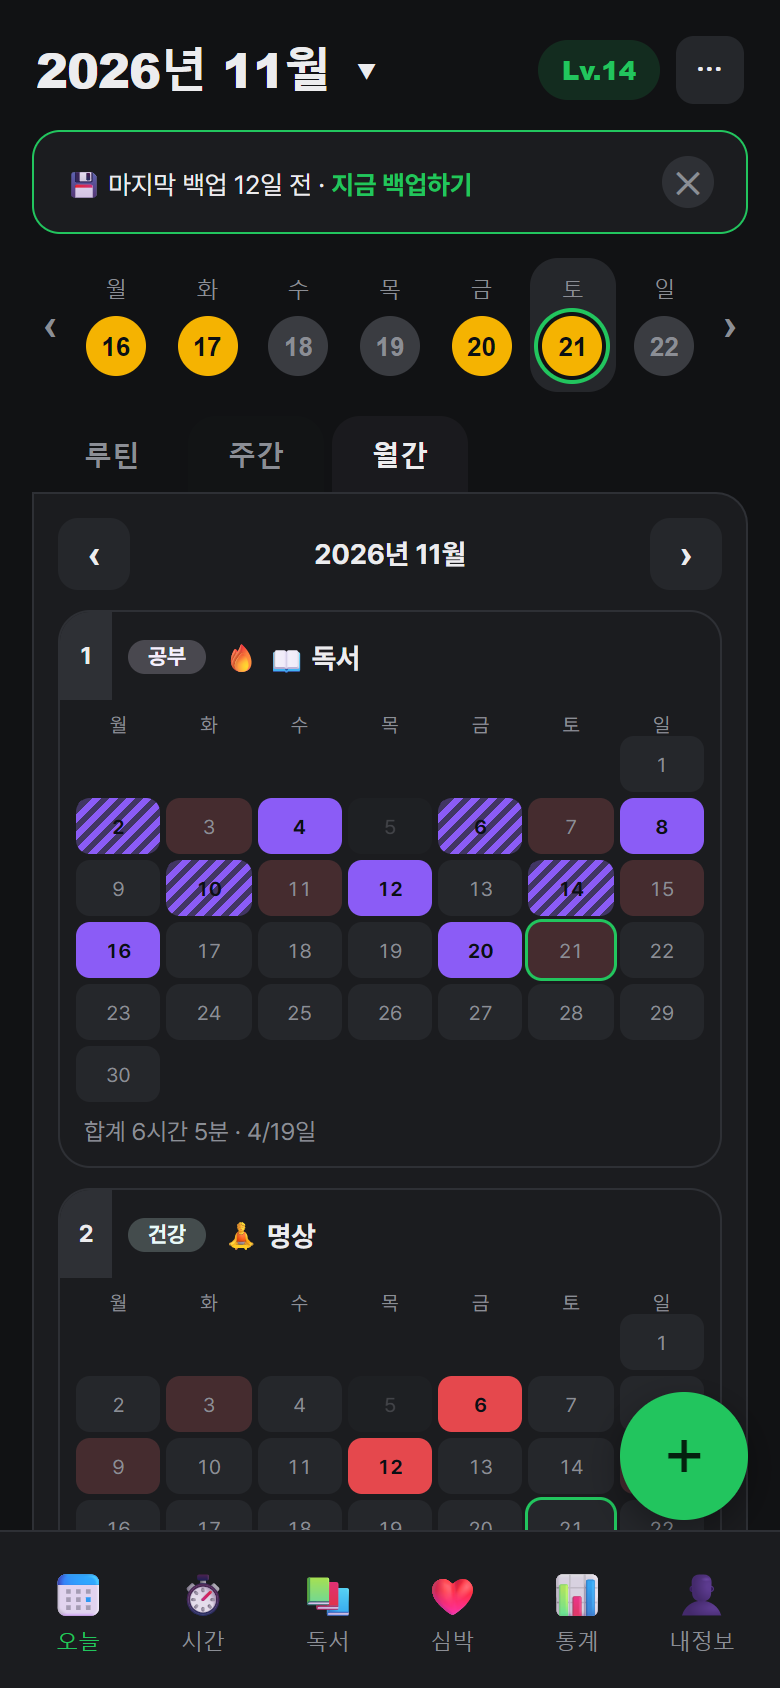 2026년 11월 ▼ Lv.14 ···
💾 마지막 백업 12일 전 · 지금 백업하기 ×
월 화 수 목 금 토 일
‹ 16 17 18 19 20 21 22 ›
루틴 주간 월간
‹ 2026년 11월 ›
1 공부 🔥 📖 독서
월 화 수 목 금 토 일
1
2 3 4 5 6 7 8
9 10 11 12 13 14 15
16 17 18 19 20 21 22
23 24 25 26 27 28 29
30
합계 6시간 5분 · 4/19일
2 건강 🧘 명상
월 화 수 목 금 토 일
1
2 3 4 5 6 7
9 10 11 12 13 14
16 17 18 19 20 21 22
+
오늘 시간 독서 심박 통계 내정보